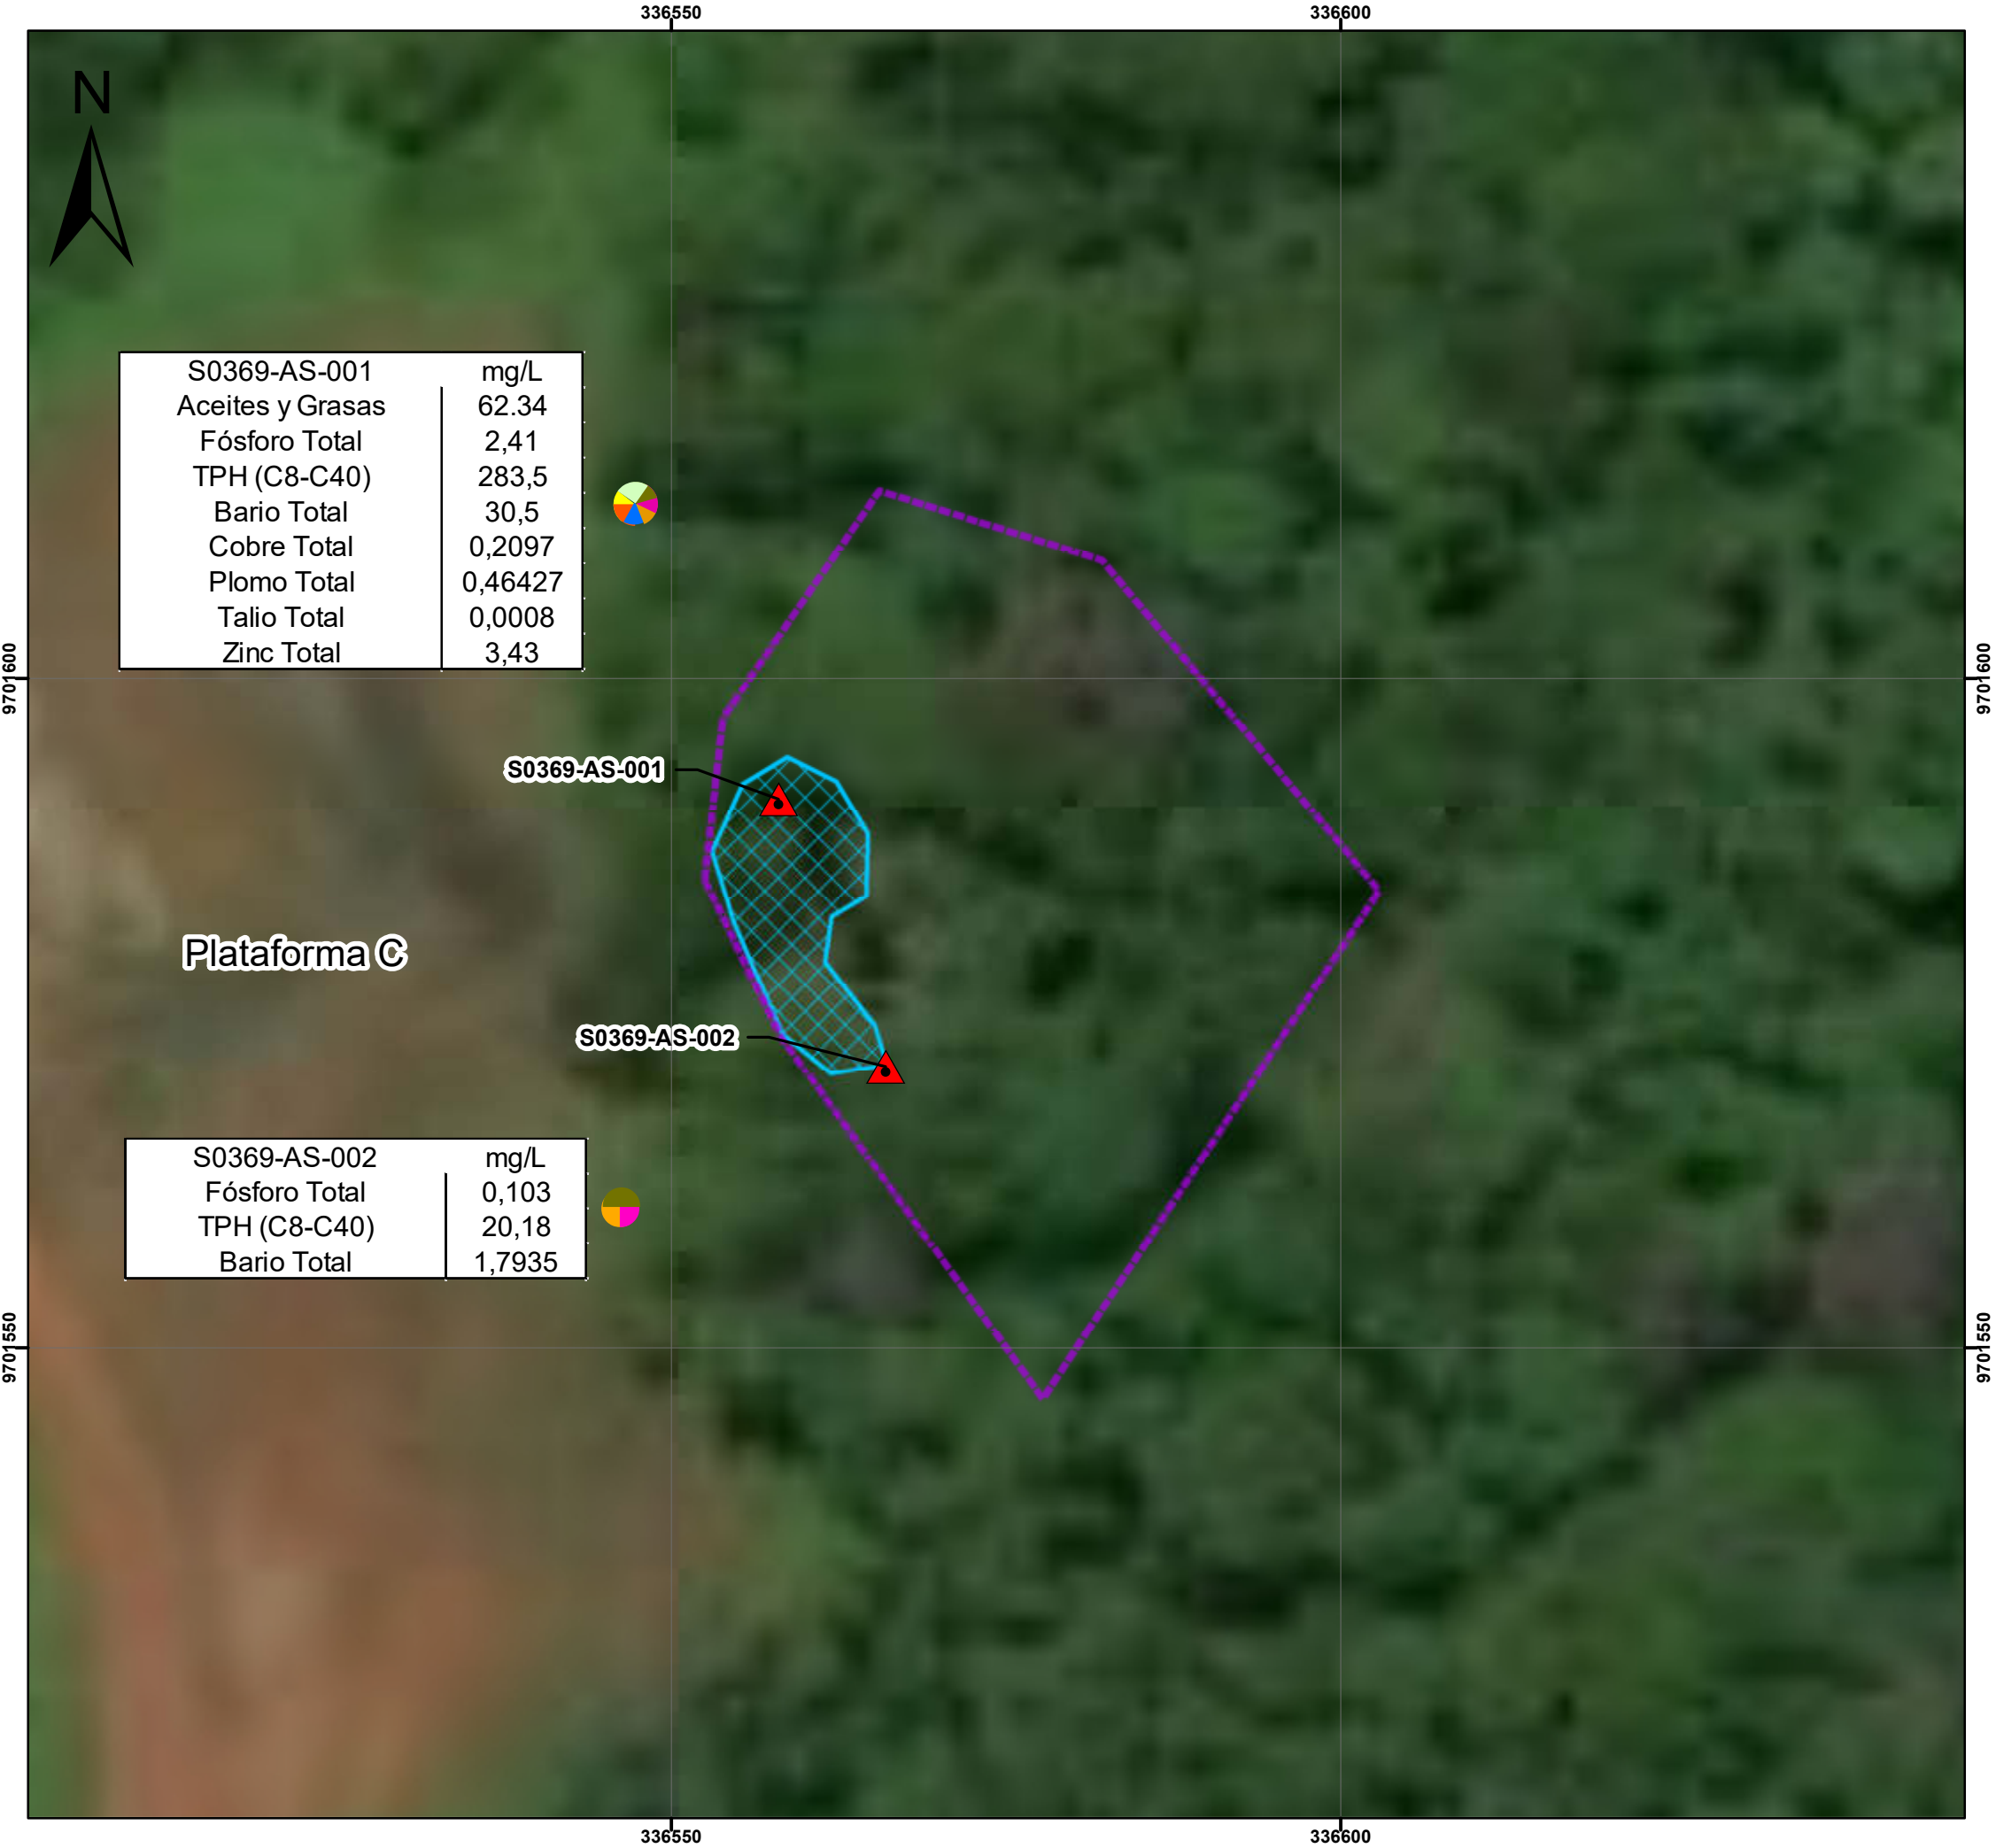 336550 336600
N
S0369-AS-001 mg/L
Aceites y Grasas 62.34
Fósforo Total 2,41
TPH (C8-C40) 283,5
Bario Total 30,5
Cobre Total 0,2097
Plomo Total 0,46427
Talio Total 0,0008
Zinc Total 3,43
9701600 9701600
S0369-AS-001
Plataforma C
S0369-AS-002
S0369-AS-002 mg/L
Fósforo Total 0,103
TPH (C8-C40) 20,18
Bario Total 1,7935
9701550 9701550
336550 336600